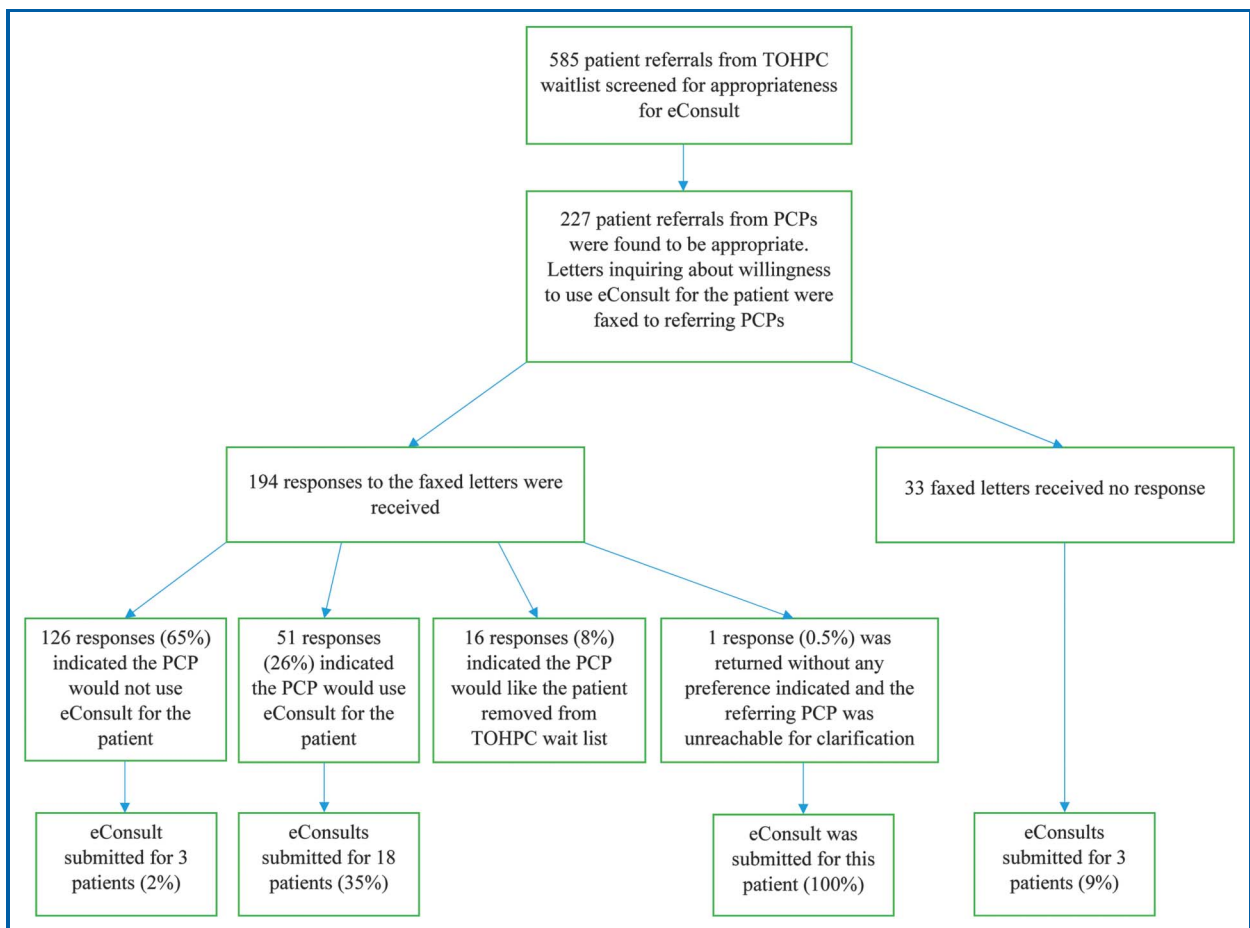 585 patient referrals from TOHPC
waitlist screened for appropriateness
for eConsult
227 patient referrals from PCPs
were found to be appropriate.
Letters inquiring about willingness
to use eConsult for the patient were
faxed to referring PCPs
194 responses to the faxed letters were
received
33 faxed letters received no response
126 responses (65%)
indicated the PCP
would not use
eConsult for the
patient
51 responses
(26%) indicated
the PCP would use
eConsult for the
patient
16 responses (8%)
indicated the PCP
would like the patient
removed from
TOHPC wait list
1 response (0.5%) was
returned without any
preference indicated and the
referring PCP was
unreachable for clarification
eConsult
submitted for 3
patients (2%)
eConsults
submitted for 18
patients (35%)
eConsult was
submitted for this
patient (100%)
eConsults
submitted for 3
patients (9%)